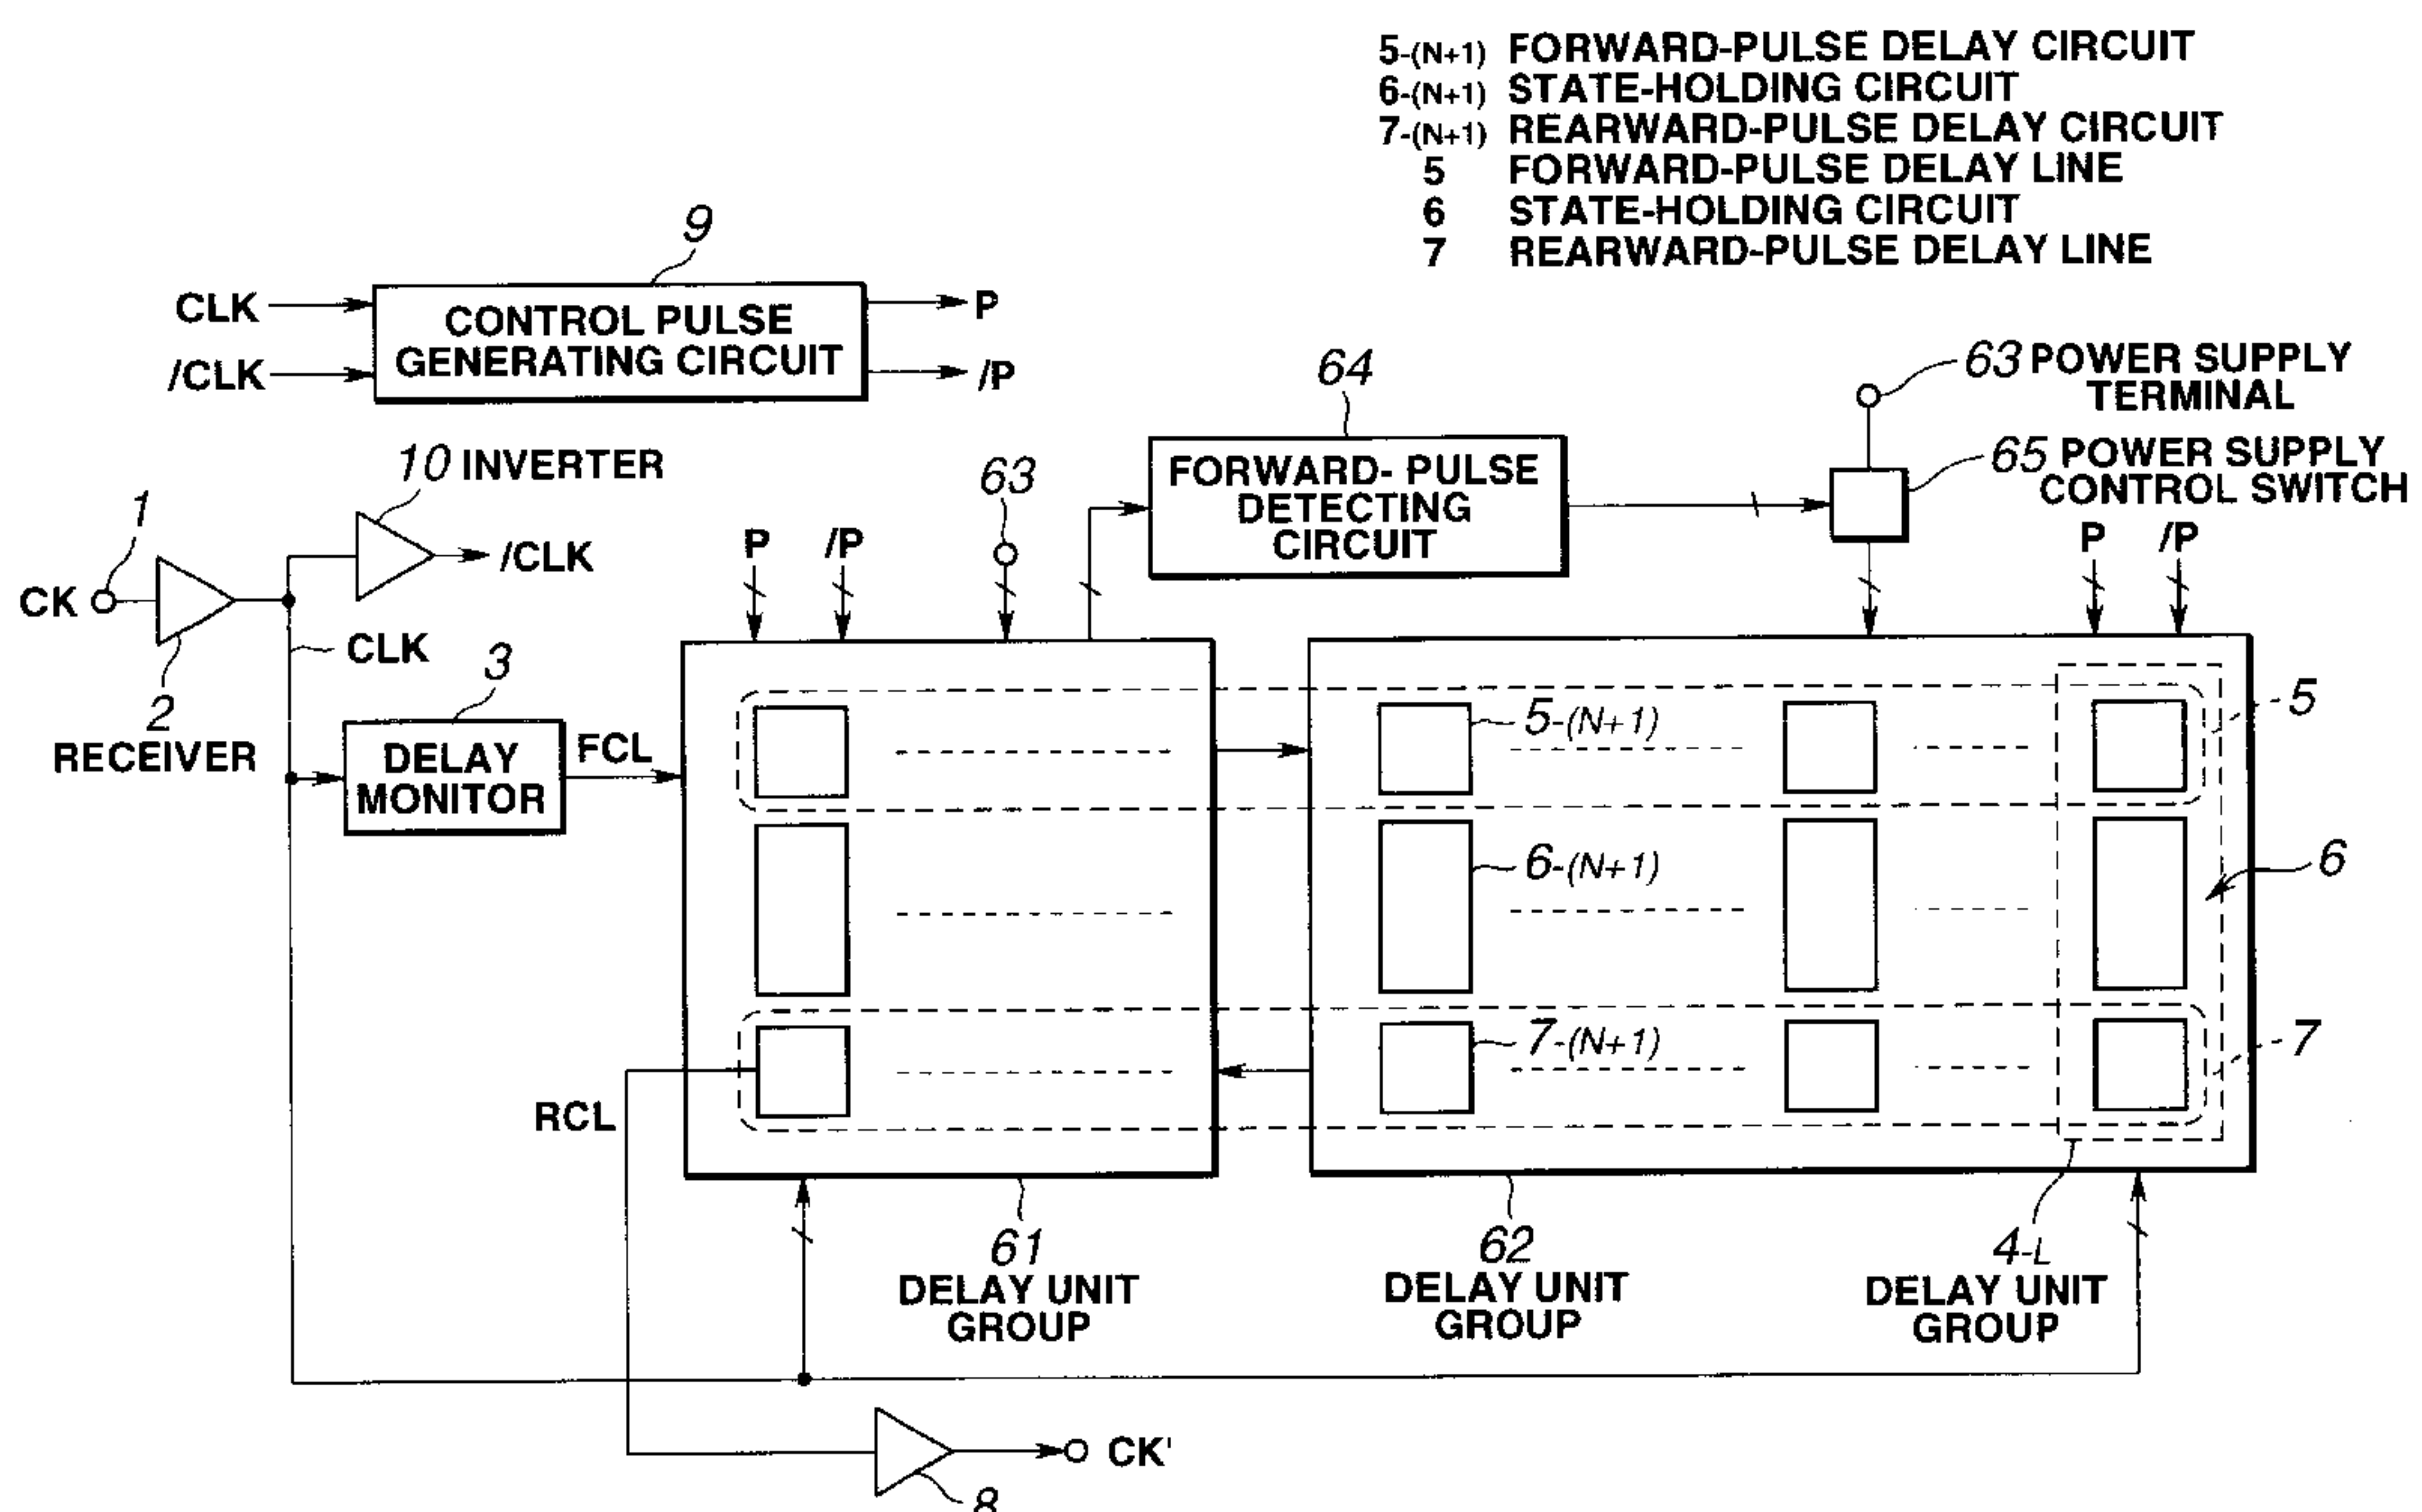 5-(N+1) FORWARD-PULSE DELAY CIRCUIT
6-(N+1) STATE-HOLDING CIRCUIT
7-(N+1) REARWARD-PULSE DELAY CIRCUIT
5 FORWARD-PULSE DELAY LINE
6 STATE-HOLDING CIRCUIT
7 REARWARD-PULSE DELAY LINE
9
CLK
CONTROL PULSE
GENERATING CIRCUIT
P
/CLK
/P
64
63 POWER SUPPLY
TERMINAL
10 INVERTER
FORWARD- PULSE
DETECTING
CIRCUIT
63
65 POWER SUPPLY
CONTROL SWITCH
1
P
/P
P
/P
/CLK
CK
CLK
2
RECEIVER
3
DELAY
MONITOR
FCL
5-(N+1)
5
6-(N+1)
6
7-(N+1)
7
RCL
61
DELAY UNIT
GROUP
62
DELAY UNIT
GROUP
4-L
DELAY UNIT
GROUP
CK'
8